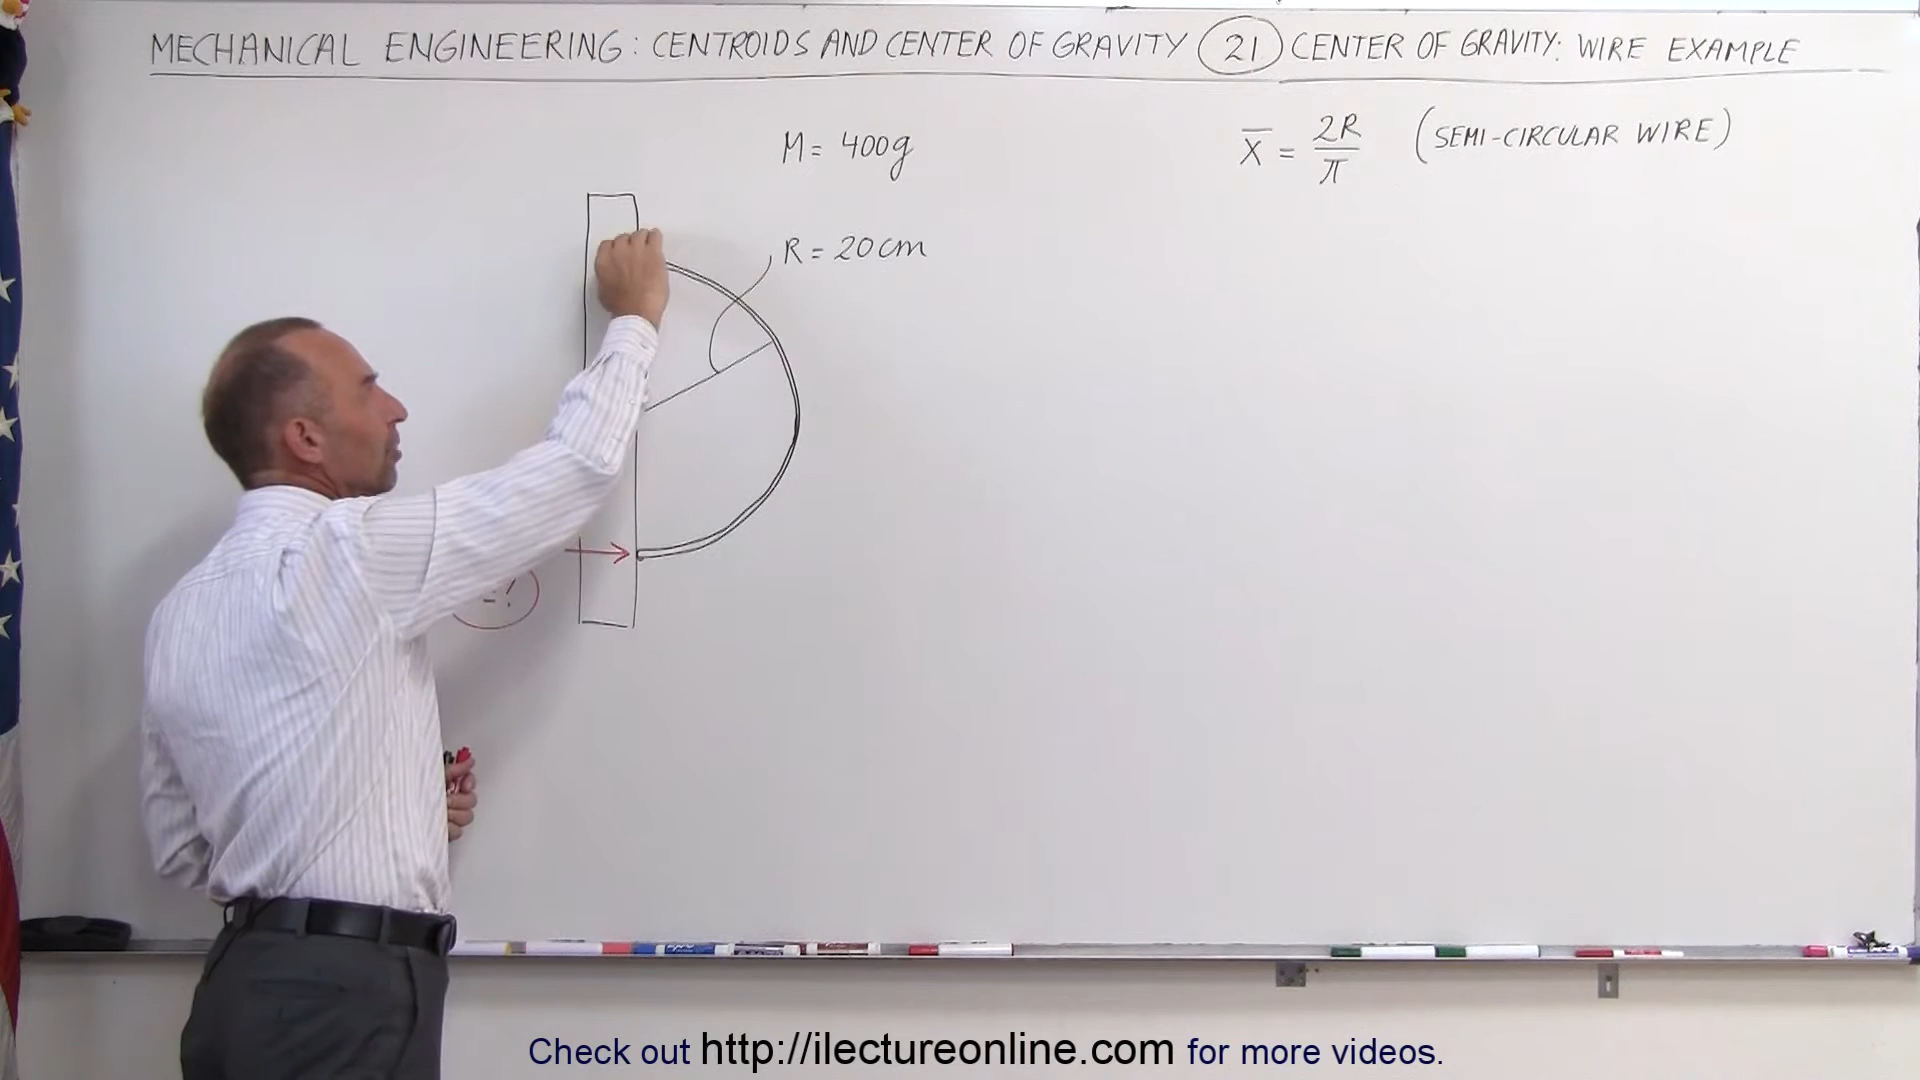 MECHANICAL ENGINEERING: CENTROIDS AND CENTER OF GRAVITY 21 CENTER OF GRAVITY: WIRE EXAMPLE
M = 400g
X̄ = 2R/π (SEMI-CIRCULAR WIRE)
R = 20cm
Check out http://ilectureonline.com for more videos.